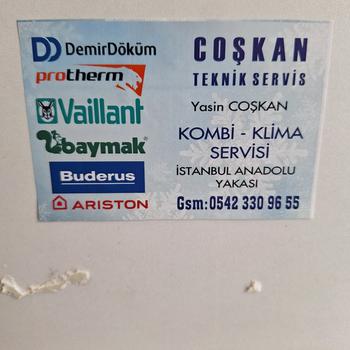 DemirDöküm
protherm
Vaillant
baymak
Buderus
ARISTON
COŞKAN
TEKNİK SERVİS
Yasin COŞKAN
KOMBİ - KLİMA
SERVİSİ
İSTANBUL ANADOLU
YAKASI
Gsm:0542 330 96 55